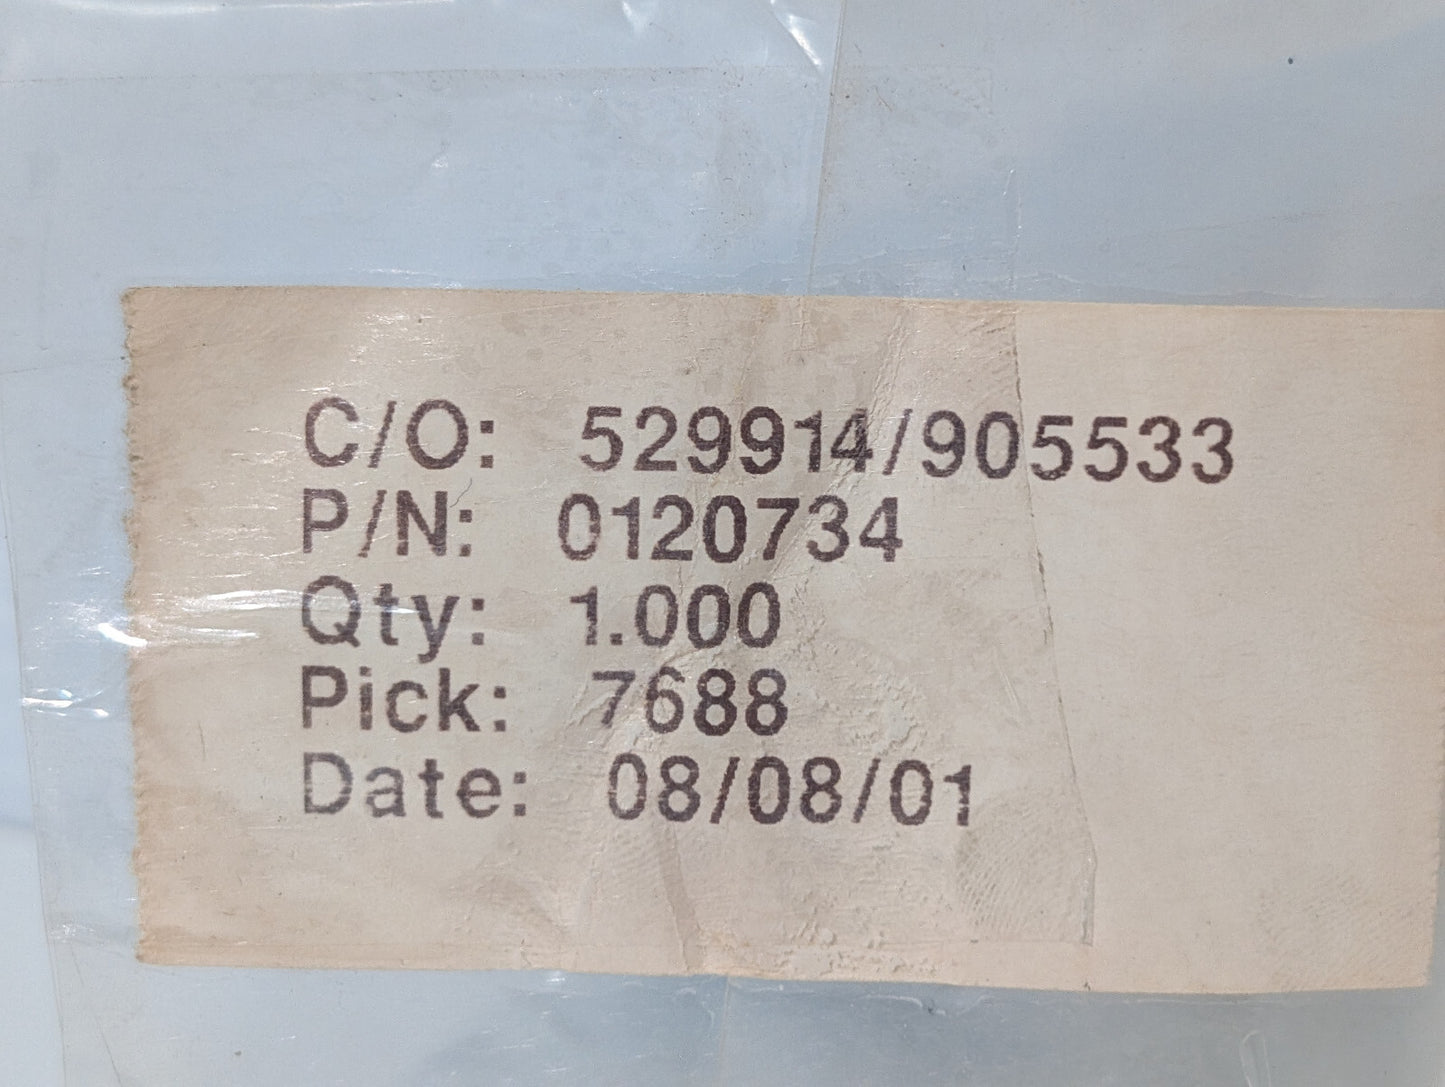 C/O: 529914/905533
P/N: 0120734
Qty: 1.000
Pick: 7688
Date: 08/08/01